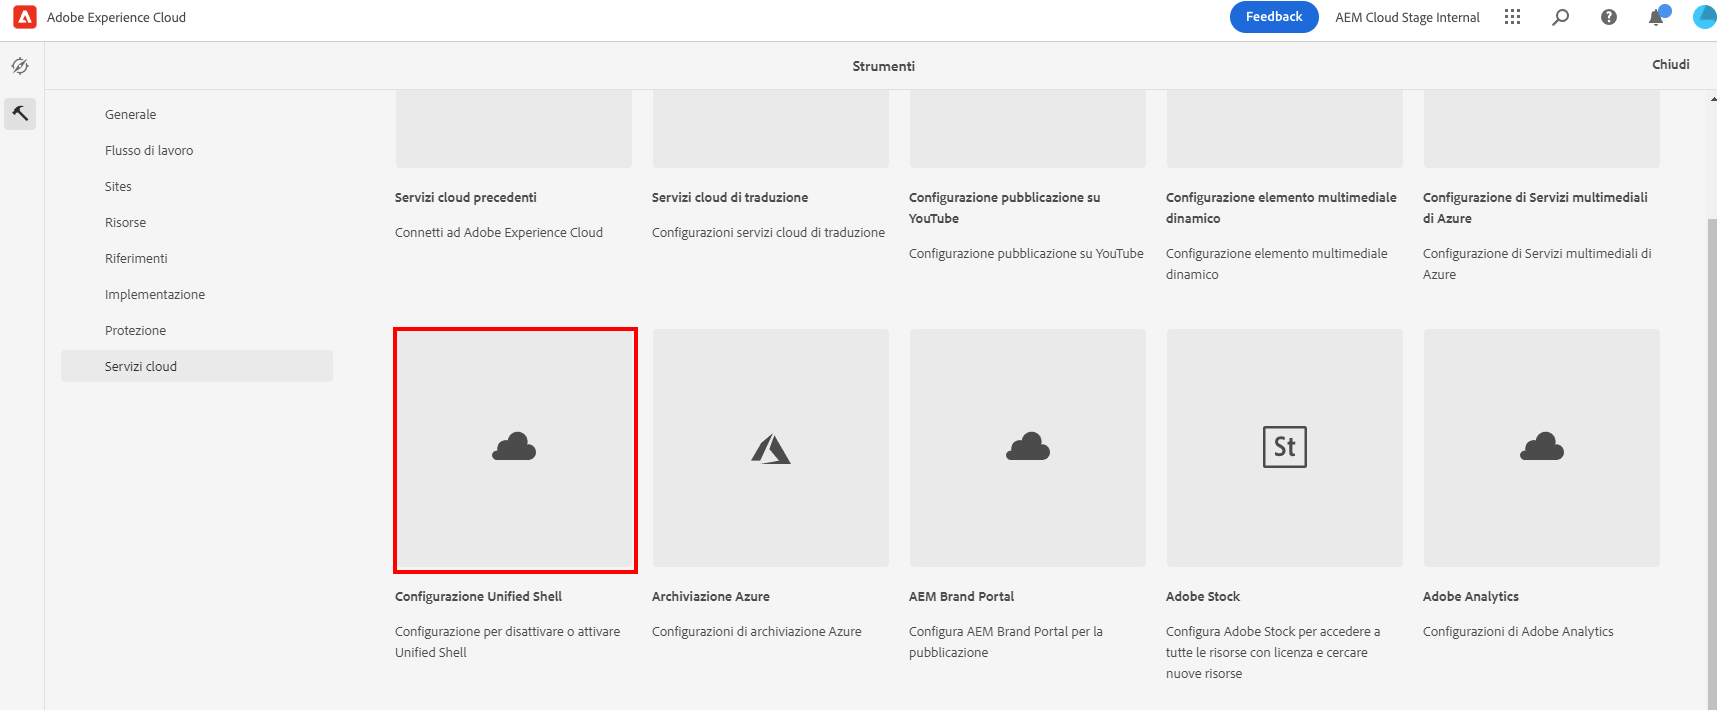 Adobe Experience Cloud
Feedback
AEM Cloud Stage Internal
Strumenti
Chiudi
Generale
Flusso di lavoro
Sites
Risorse
Riferimenti
Implementazione
Protezione
Servizi cloud
Servizi cloud precedenti
Connetti ad Adobe Experience Cloud
Servizi cloud di traduzione
Configurazioni servizi cloud di traduzione
Configurazione pubblicazione su
YouTube
Configurazione pubblicazione su YouTube
Configurazione elemento multimediale
dinamico
Configurazione elemento multimediale
dinamico
Configurazione di Servizi multimediali
di Azure
Configurazione di Servizi multimediali di
Azure
Configurazione Unified Shell
Configurazione per disattivare o attivare
Unified Shell
Archiviazione Azure
Configurazioni di archiviazione Azure
AEM Brand Portal
Configura AEM Brand Portal per la
pubblicazione
St
Adobe Stock
Configura Adobe Stock per accedere a
tutte le risorse con licenza e cercare
nuove risorse
Adobe Analytics
Configurazioni di Adobe Analytics